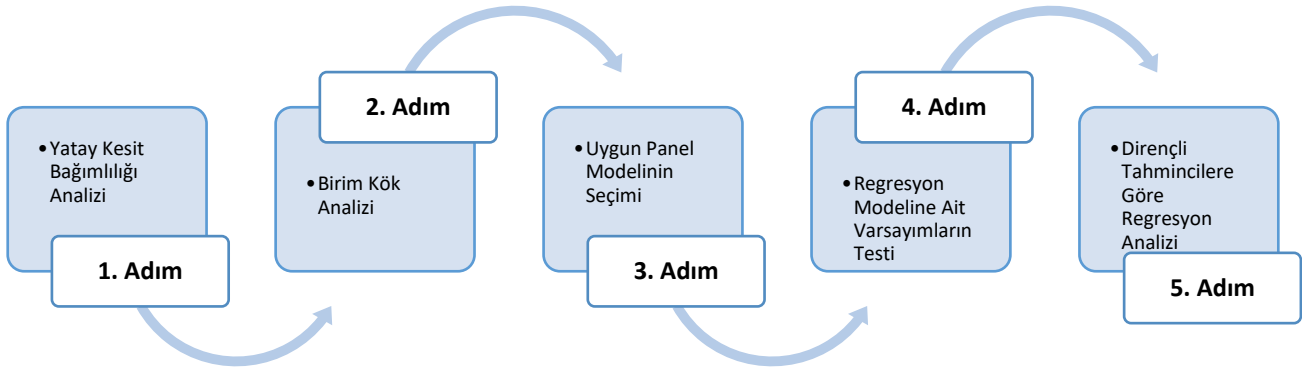 •Yatay Kesit
Bağımlılığı
Analizi
1. Adım
2. Adım
•Birim Kök
Analizi
•Uygun Panel
Modelinin
Seçimi
3. Adım
4. Adım
•Regresyon
Modeline Ait
Varsayımların
Testi
•Dirençli
Tahmincilere
Göre
Regresyon
Analizi
5. Adım